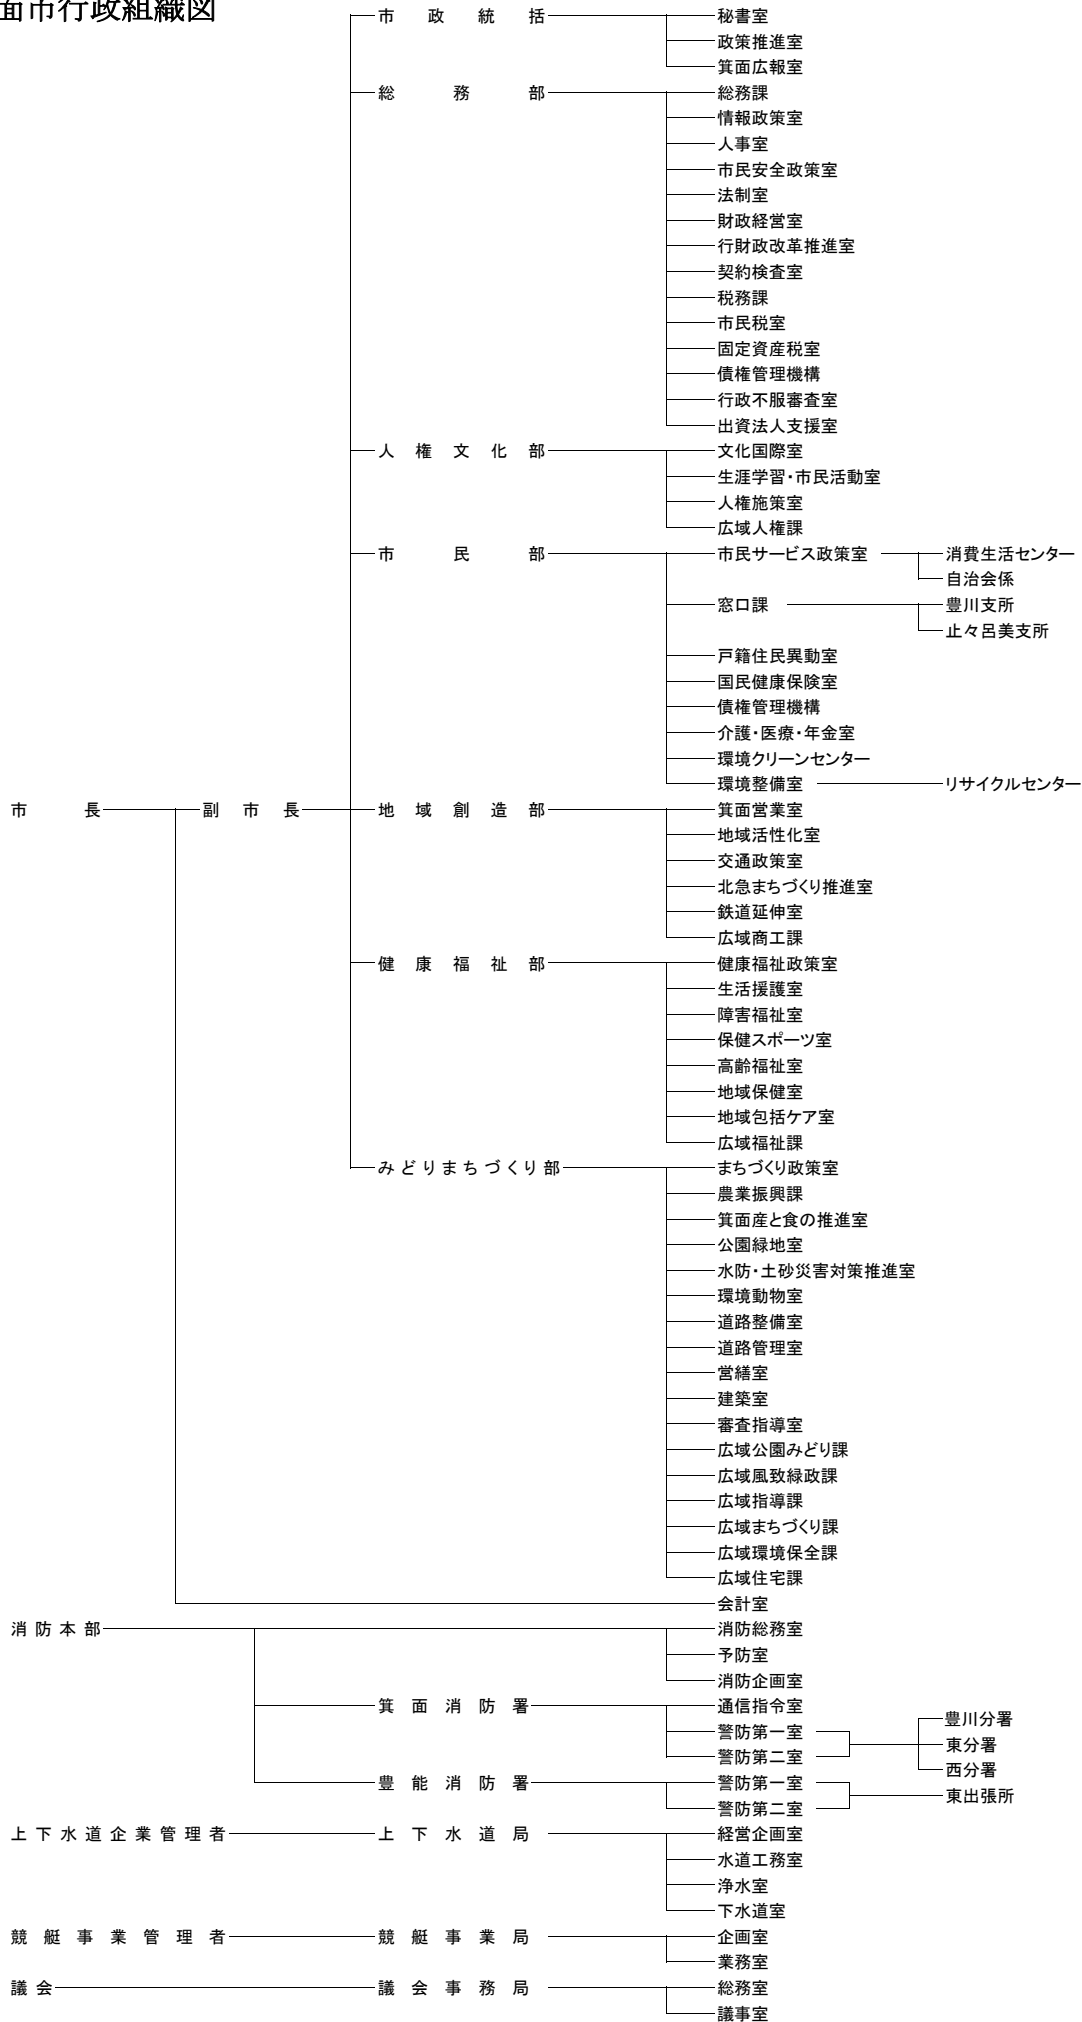 面市行政組織図
市政統括 秘書室
政策推進室
箕面広報室
総務部 総務課
情報政策室
人事室
市民安全政策室
法制室
財政経営室
行財政改革推進室
契約検査室
税務課
市民税室
固定資産税室
債権管理機構
行政不服審査室
出資法人支援室
人権文化部 文化国際室
生涯学習・市民活動室
人権施策室
広域人権課
市民部 市民サービス政策室 消費生活センター
自治会係
窓口課 豊川支所
止々呂美支所
戸籍住民異動室
国民健康保険室
債権管理機構
介護・医療・年金室
環境クリーンセンター
環境整備室 リサイクルセンター
市長 副市長 地域創造部 箕面営業室
地域活性化室
交通政策室
北急まちづくり推進室
鉄道延伸室
広域商工課
健康福祉部 健康福祉政策室
生活援護室
障害福祉室
保健スポーツ室
高齢福祉室
地域保健室
地域包括ケア室
広域福祉課
みどりまちづくり部 まちづくり政策室
農業振興課
箕面産と食の推進室
公園緑地室
水防・土砂災害対策推進室
環境動物室
道路整備室
道路管理室
営繕室
建築室
審査指導室
広域公園みどり課
広域風致緑政課
広域指導課
広域まちづくり課
広域環境保全課
広域住宅課
会計室
消防本部 消防総務室
予防室
消防企画室
箕面消防署 通信指令室
豊川分署
警防第一室
東分署
警防第二室
西分署
豊能消防署 警防第一室
東出張所
警防第二室
上下水道企業管理者 上下水道局 経営企画室
水道工務室
浄水室
下水道室
競艇事業管理者 競艇事業局 企画室
業務室
議会 議会事務局 総務室
議事室